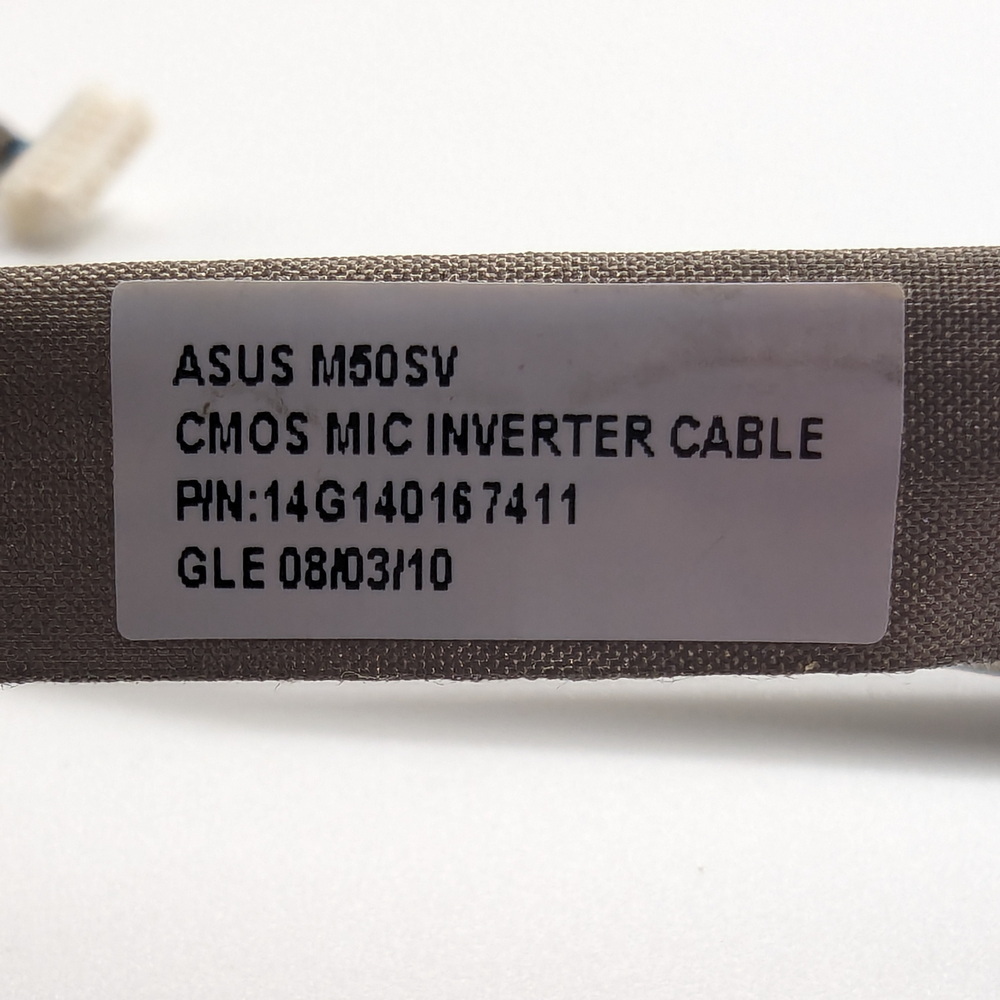 ASUS M50SV
CMOS MIC INVERTER CABLE
P/N:14G140167411
GLE 08/03/10